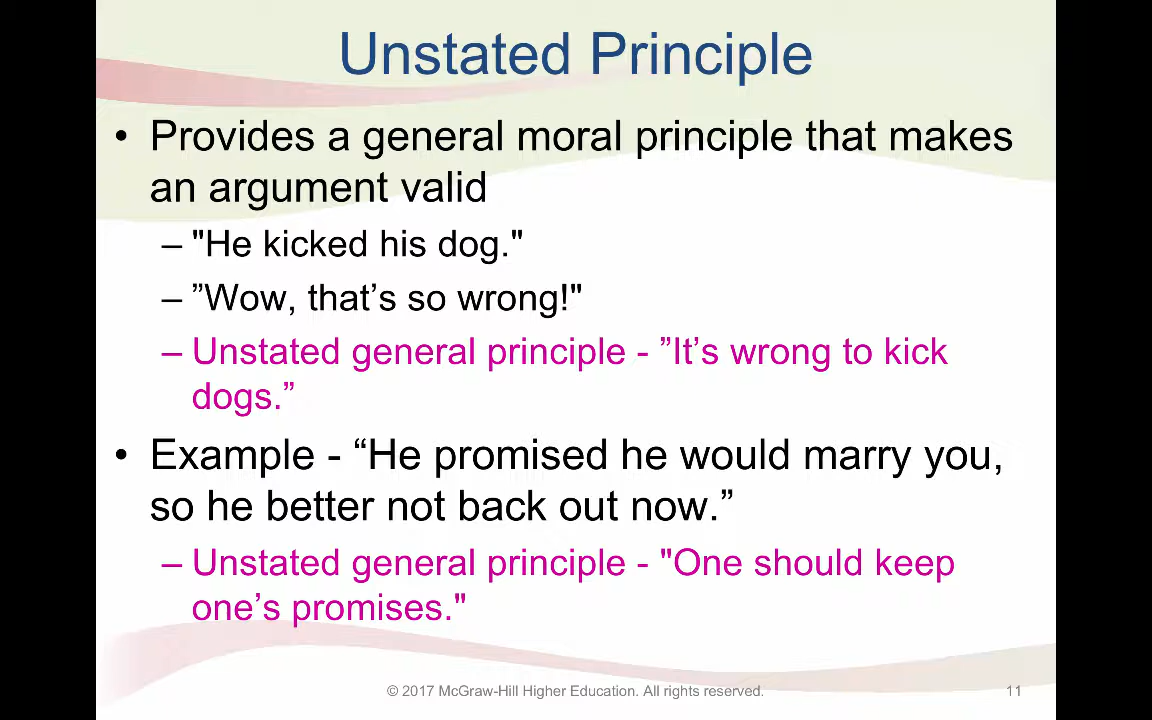 Unstated Principle
• Provides a general moral principle that makes
an argument valid
– "He kicked his dog."
– ”Wow, that’s so wrong!"
– Unstated general principle - ”It’s wrong to kick
dogs.”
• Example - “He promised he would marry you,
so he better not back out now.”
– Unstated general principle - "One should keep
one’s promises."
© 2017 McGraw-Hill Higher Education. All rights reserved.
11